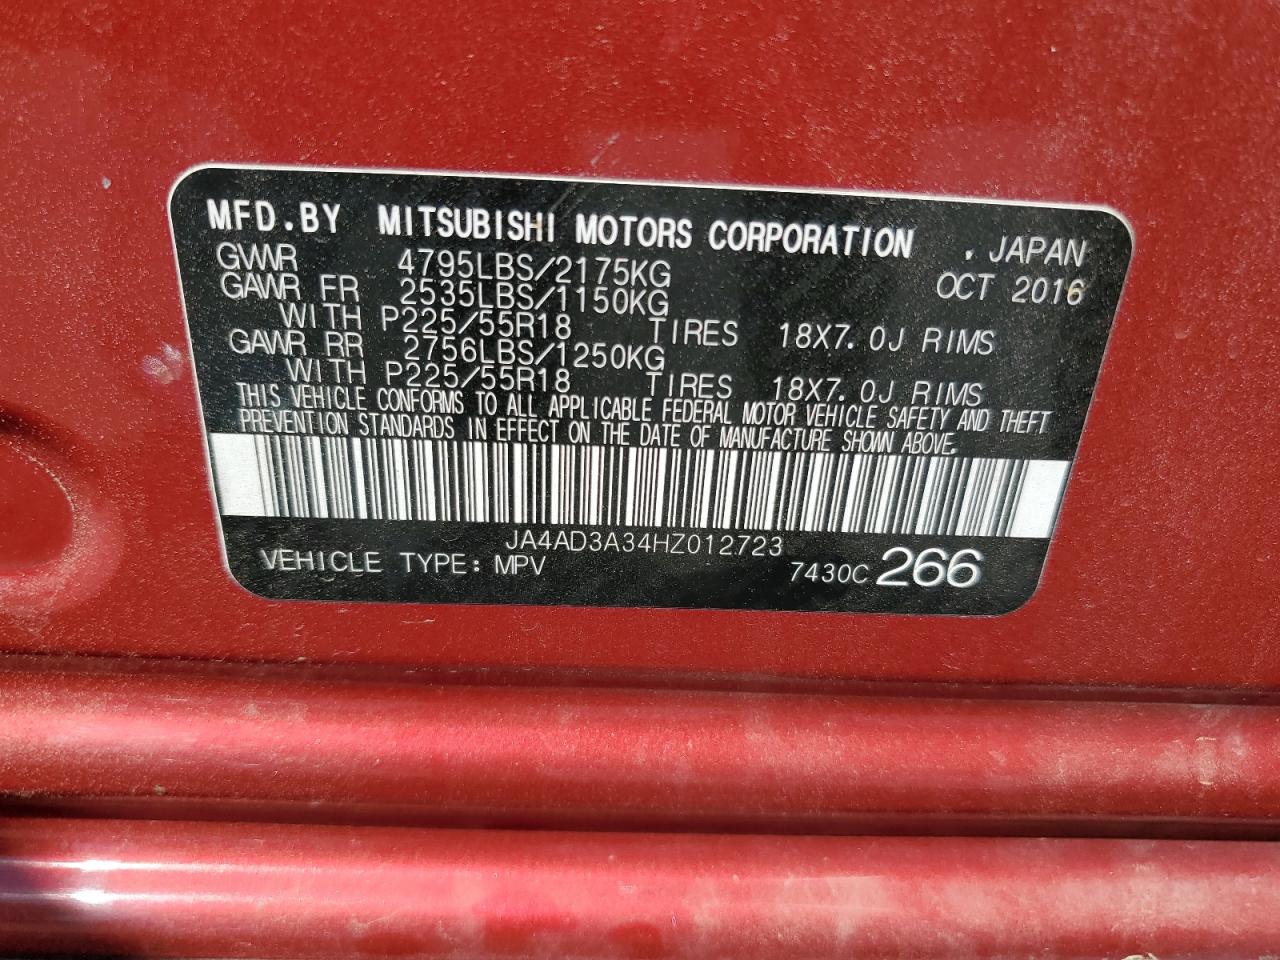 MFD.BY MITSUBISHI MOTORS CORPORATION . JAPAN
GWWR 4795LBS/2175KG OCT 2016
GAWR FR 2535LBS/1150KG
WITH P225/55R18 TIRES 18X7.0J RIMS
GAWR RR 2756LBS/1250KG
WITH P225/55R18 TIRES 18X7.0J RIMS
THIS VEHICLE CONFORMS TO ALL APPLICABLE FEDERAL MOTOR VEHICLE SAFETY AND THEFT
PREVENTION STANDARDS IN EFFECT ON THE DATE OF MANUFACTURE SHOWN ABOVE.
JA4AD3A34HZ012723
VEHICLE TYPE: MPV 7430C 266